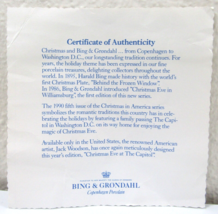 Certificate of Authenticity
Christmas and Bing & Grondahl ... from Copenhagen to
Washington D.C., our longstanding tradition continues. For
years, the holiday theme has been expressed in our fine
porcelain treasures, delighting collectors throughout the
world. In 1895, Harald Bing made history with the world's
first Christmas Plate, "Behind the Frozen Window".
In 1986, Bing & Grondahl introduced "Christmas Eve in
Williamsburg", the first edition of this new series.
The 1990 fifth issue of the Christmas in America series
symbolizes the romantic traditions this country has in cele-
brating the holidays by featuring a family passing The Capi-
tol in Washington D.C. on its way home for enjoying the
magic of Christmas Eve.
Available only in the United States, the renowned American
artist, Jack Woodson, has once again meticulously designed
this year's edition, "Christmas Eve at The Capitol".
BING & GRONDAHL
Copenhagen Porcelain